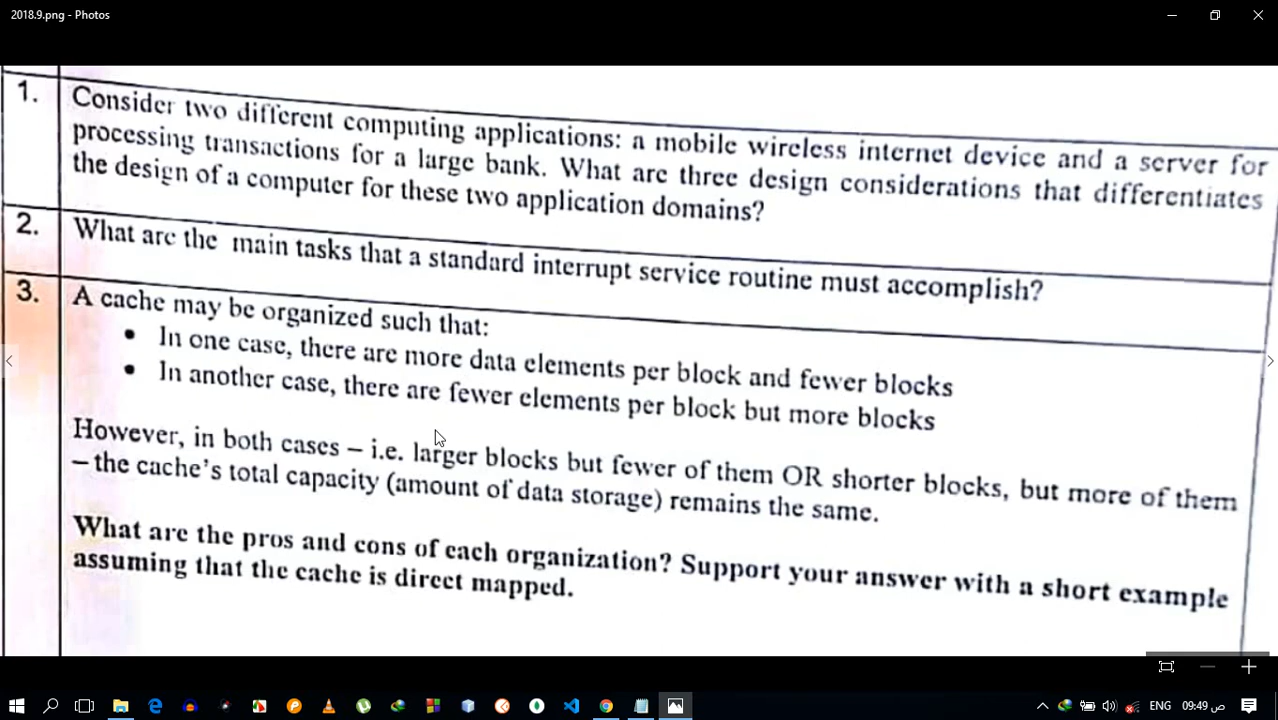 2018.9.png - Photos
1.
Consider two different computing applications: a mobile wireless internet device and a server for
processing transactions for a large bank. What are three design considerations that differentiates
the design of a computer for these two application domains?
2.
What are the main tasks that a standard interrupt service routine must accomplish?
3.
A cache may be organized such that:
• In one case, there are more data elements per block and fewer blocks
• In another case, there are fewer elements per block but more blocks
However, in both cases – i.e. larger blocks but fewer of them OR shorter blocks, but more of them
– the cache's total capacity (amount of data storage) remains the same.
What are the pros and cons of each organization? Support your answer with a short example
assuming that the cache is direct mapped.
ENG 09:49 ص